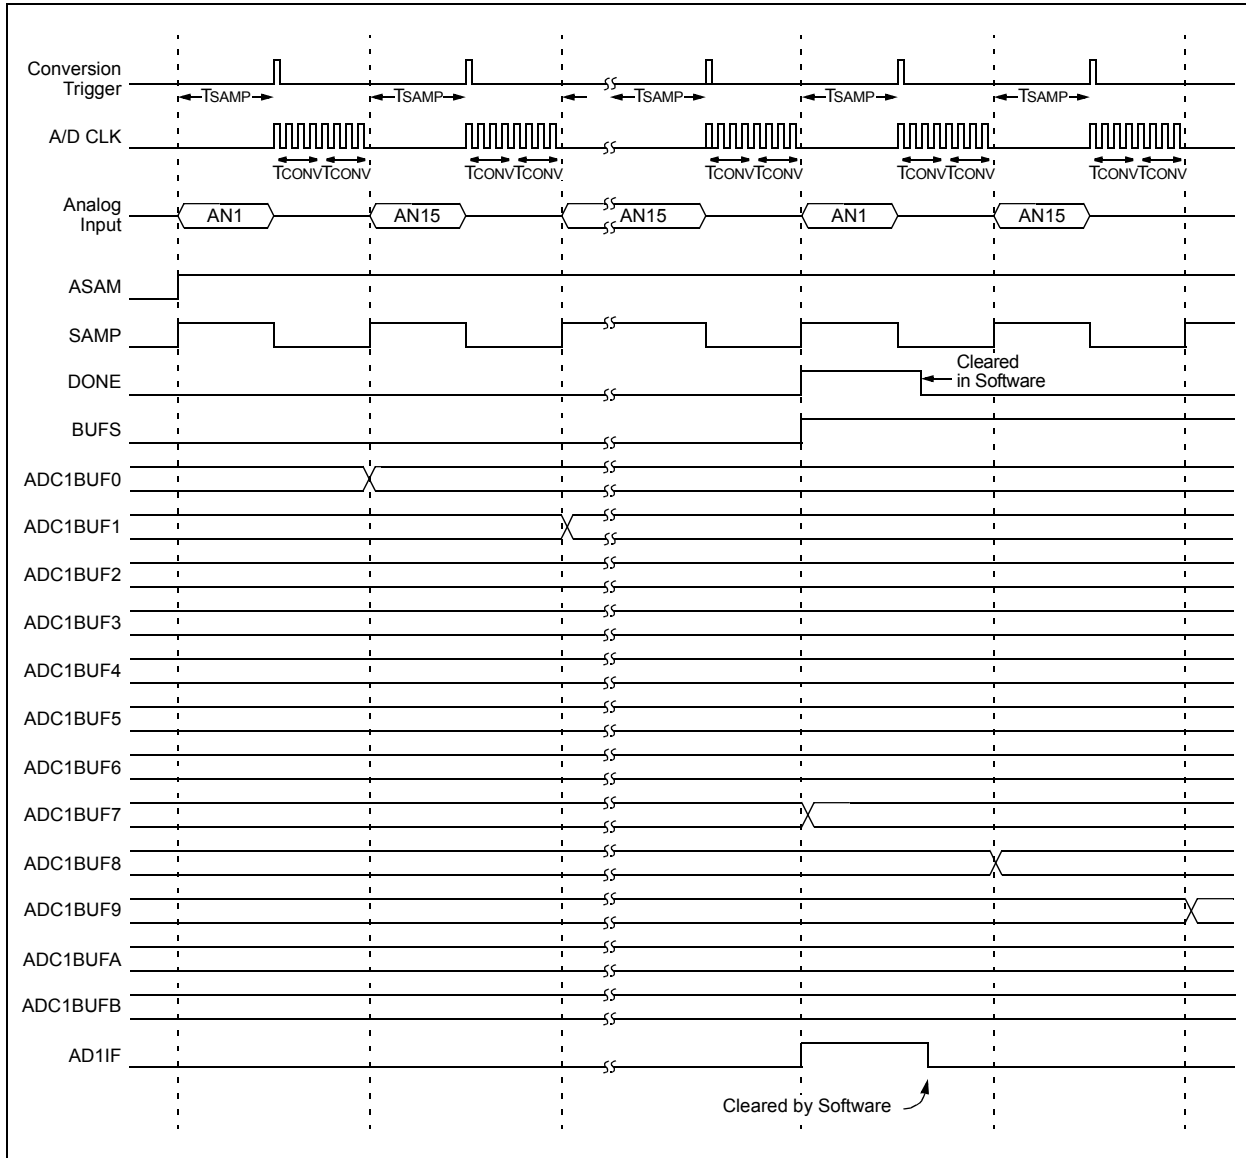 Conversion
Trigger
TSAMP TSAMP TSAMP TSAMP TSAMP
A/D CLK
TCONV TCONV TCONV TCONV TCONV TCONV TCONV TCONV TCONV TCONV
Analog
Input
AN1 AN15 AN15 AN1 AN15
ASAM
SAMP
DONE
Cleared
in Software
BUFS
ADC1BUF0
ADC1BUF1
ADC1BUF2
ADC1BUF3
ADC1BUF4
ADC1BUF5
ADC1BUF6
ADC1BUF7
ADC1BUF8
ADC1BUF9
ADC1BUFA
ADC1BUFB
AD1IF
Cleared by Software